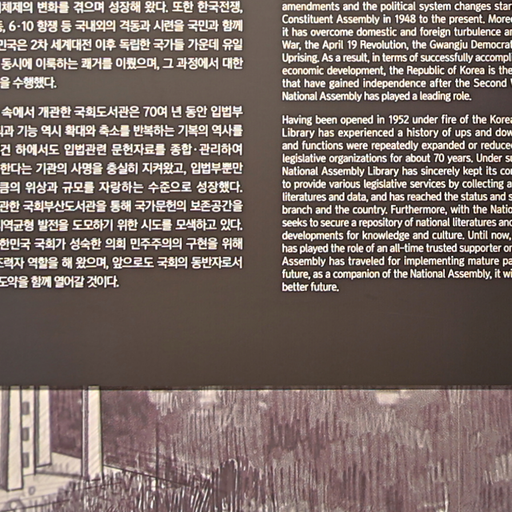 체제의 변화를 겪으며 성장해 왔다. 또한 한국전쟁,
6·10 항쟁 등 국내외의 격동과 시련을 국민과 함께
민국은 2차 세계대전 이후 독립한 국가들 가운데 유일
동시에 이룩하는 쾌거를 이뤘으며, 그 과정에서 대한
을 수행했다.
속에서 개관한 국회도서관은 70여 년 동안 입법부
과 기능 역시 확대와 축소를 반복하는 기복의 역사를
건 하에서도 입법관련 문헌자료를 종합·관리하여
한다는 기관의 사명을 충실히 지켜왔고, 입법부뿐만
큼의 위상과 규모를 자랑하는 수준으로 성장했다.
관한 국회부산도서관을 통해 국가문헌의 보존공간을
지역균형 발전을 도모하기 위한 시도를 모색하고 있다.
한민국 국회가 성숙한 의회 민주주의의 구현을 위해
조력자 역할을 해 왔으며, 앞으로도 국회의 동반자로서
도약을 함께 열어갈 것이다.
amendments and the political system changes star
Constituent Assembly in 1948 to the present. Moreo
it has overcome domestic and foreign turbulence ar
War, the April 19 Revolution, the Gwangju Democrat
Uprising. As a result, in terms of successfully accompl
economic development, the Republic of Korea is the
that have gained independence after the Second
National Assembly has played a leading role.
Having been opened in 1952 under fire of the Korea
Library has experienced a history of ups and dow
and functions were repeatedly expanded or reduce
legislative organizations for about 70 years. Under su
National Assembly Library has sincerely kept its co
to provide various legislative services by collecting a
literatures and data, and has reached the status and s
branch and the country. Furthermore, with the Natio
seeks to secure a repository of national literatures and
developments for knowledge and culture. Until now,
has played the role of an all-time trusted supporter o
Assembly has traveled for implementing mature pa
future, as a companion of the National Assembly, it wi
better future.